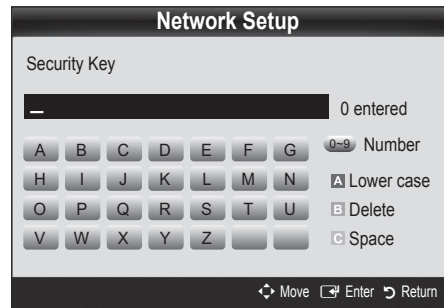 Network Setup
Security Key
_ 0 entered
A B C D E F G 0~9 Number
H I J K L M N A Lower case
O P Q R S T U B Delete
V W X Y Z C Space
Move Enter Return